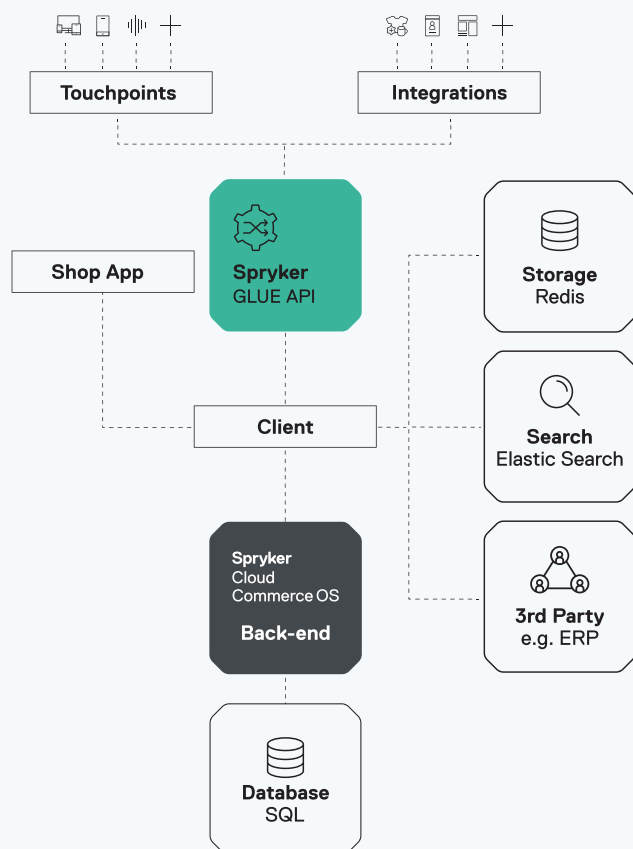 Touchpoints
Integrations
Spryker
GLUE API
Shop App
Storage
Redis
Client
Search
Elastic Search
Spryker
Cloud
Commerce OS
Back-end
3rd Party
e.g. ERP
Database
SQL